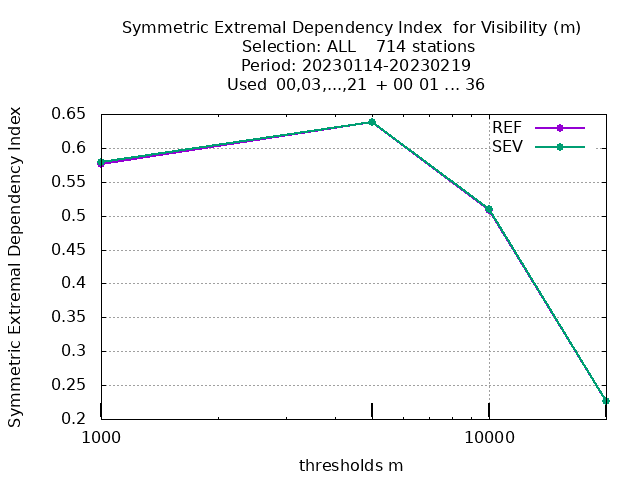 Symmetric Extremal Dependency Index  for Visibility (m)
Selection: ALL    714 stations
Period: 20230114-20230219
Used  00,03,...,21  + 00 01 ... 36
Symmetric Extremal Dependency Index
0.65
0.6
0.55
0.5
0.45
0.4
0.35
0.3
0.25
0.2
REF
SEV
1000
10000
thresholds m